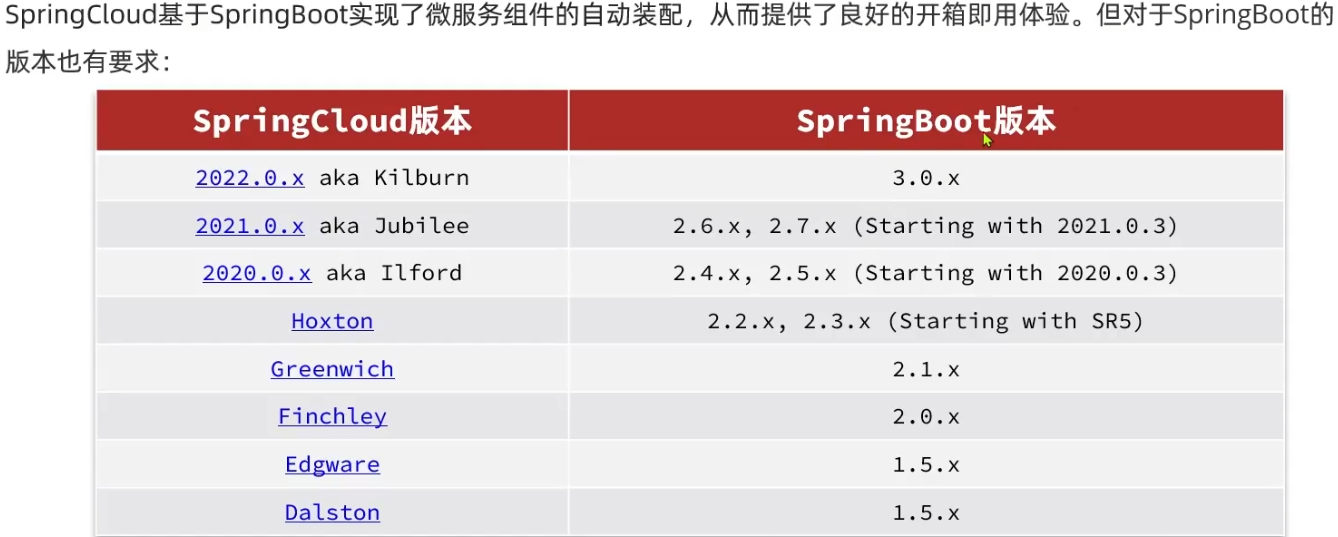 SpringCloud基于SpringBoot实现了微服务组件的自动装配，从而提供了良好的开箱即用体验。但对于SpringBoot的
版本也有要求：
SpringCloud版本 SpringBoot版本
2022.0.x aka Kilburn 3.0.x
2021.0.x aka Jubilee 2.6.x, 2.7.x (Starting with 2021.0.3)
2020.0.x aka Ilford 2.4.x, 2.5.x (Starting with 2020.0.3)
Hoxton 2.2.x, 2.3.x (Starting with SR5)
Greenwich 2.1.x
Finchley 2.0.x
Edgware 1.5.x
Dalston 1.5.x